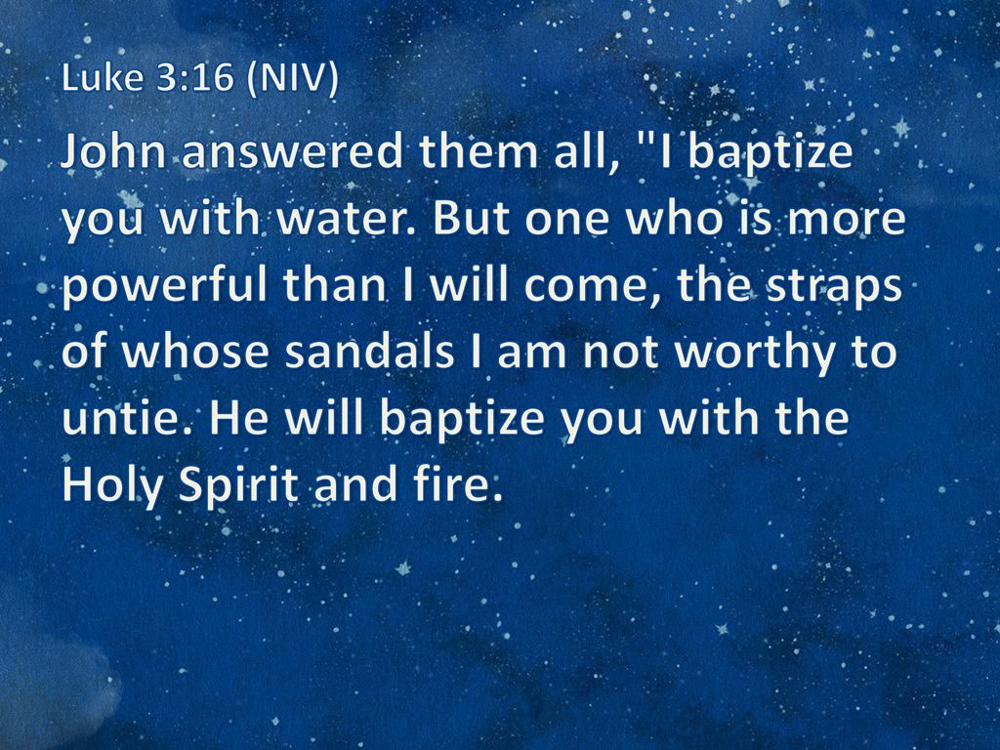 Luke 3:16 (NIV)
John answered them all, "I baptize
you with water. But one who is more
powerful than I will come, the straps
of whose sandals I am not worthy to
untie. He will baptize you with the
Holy Spirit and fire.